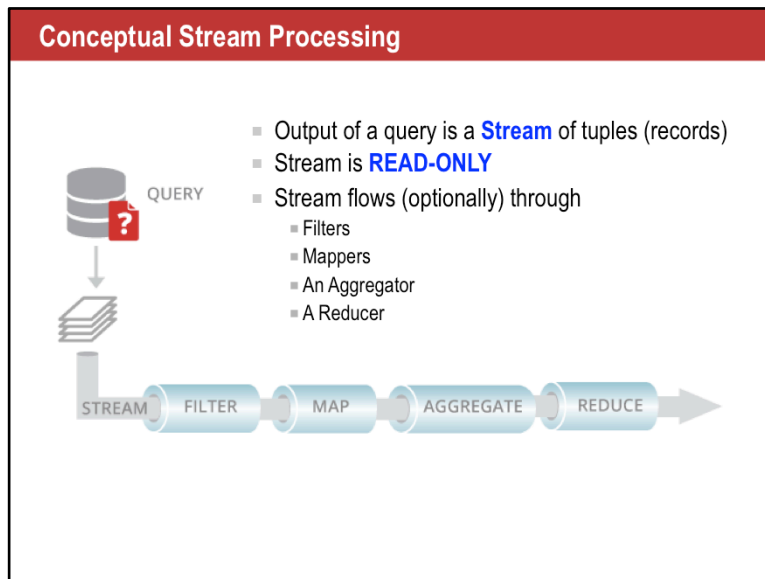 Conceptual Stream Processing
Output of a query is a Stream of tuples (records)
Stream is READ-ONLY
Stream flows (optionally) through
Filters
Mappers
An Aggregator
A Reducer
QUERY
?
STREAM FILTER MAP AGGREGATE REDUCE